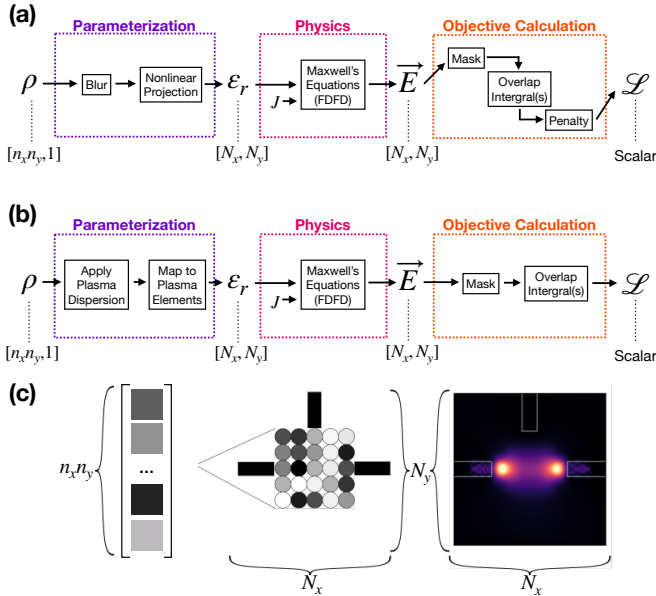 (a)
Parameterization
Physics
Objective Calculation
ρ
Blur
Nonlinear
Projection
ε_r
J
Maxwell's
Equations
(FDFD)
E⃗
Mask
Overlap
Intergral(s)
Penalty
ℒ
[n_x n_y, 1]
[N_x, N_y]
[N_x, N_y]
Scalar
(b)
Parameterization
Physics
Objective Calculation
ρ
Apply
Plasma
Dispersion
Map to
Plasma
Elements
ε_r
J
Maxwell's
Equations
(FDFD)
E⃗
Mask
Overlap
Intergral(s)
ℒ
[n_x n_y, 1]
[N_x, N_y]
[N_x, N_y]
Scalar
(c)
n_x n_y
...
N_y
N_x
N_x